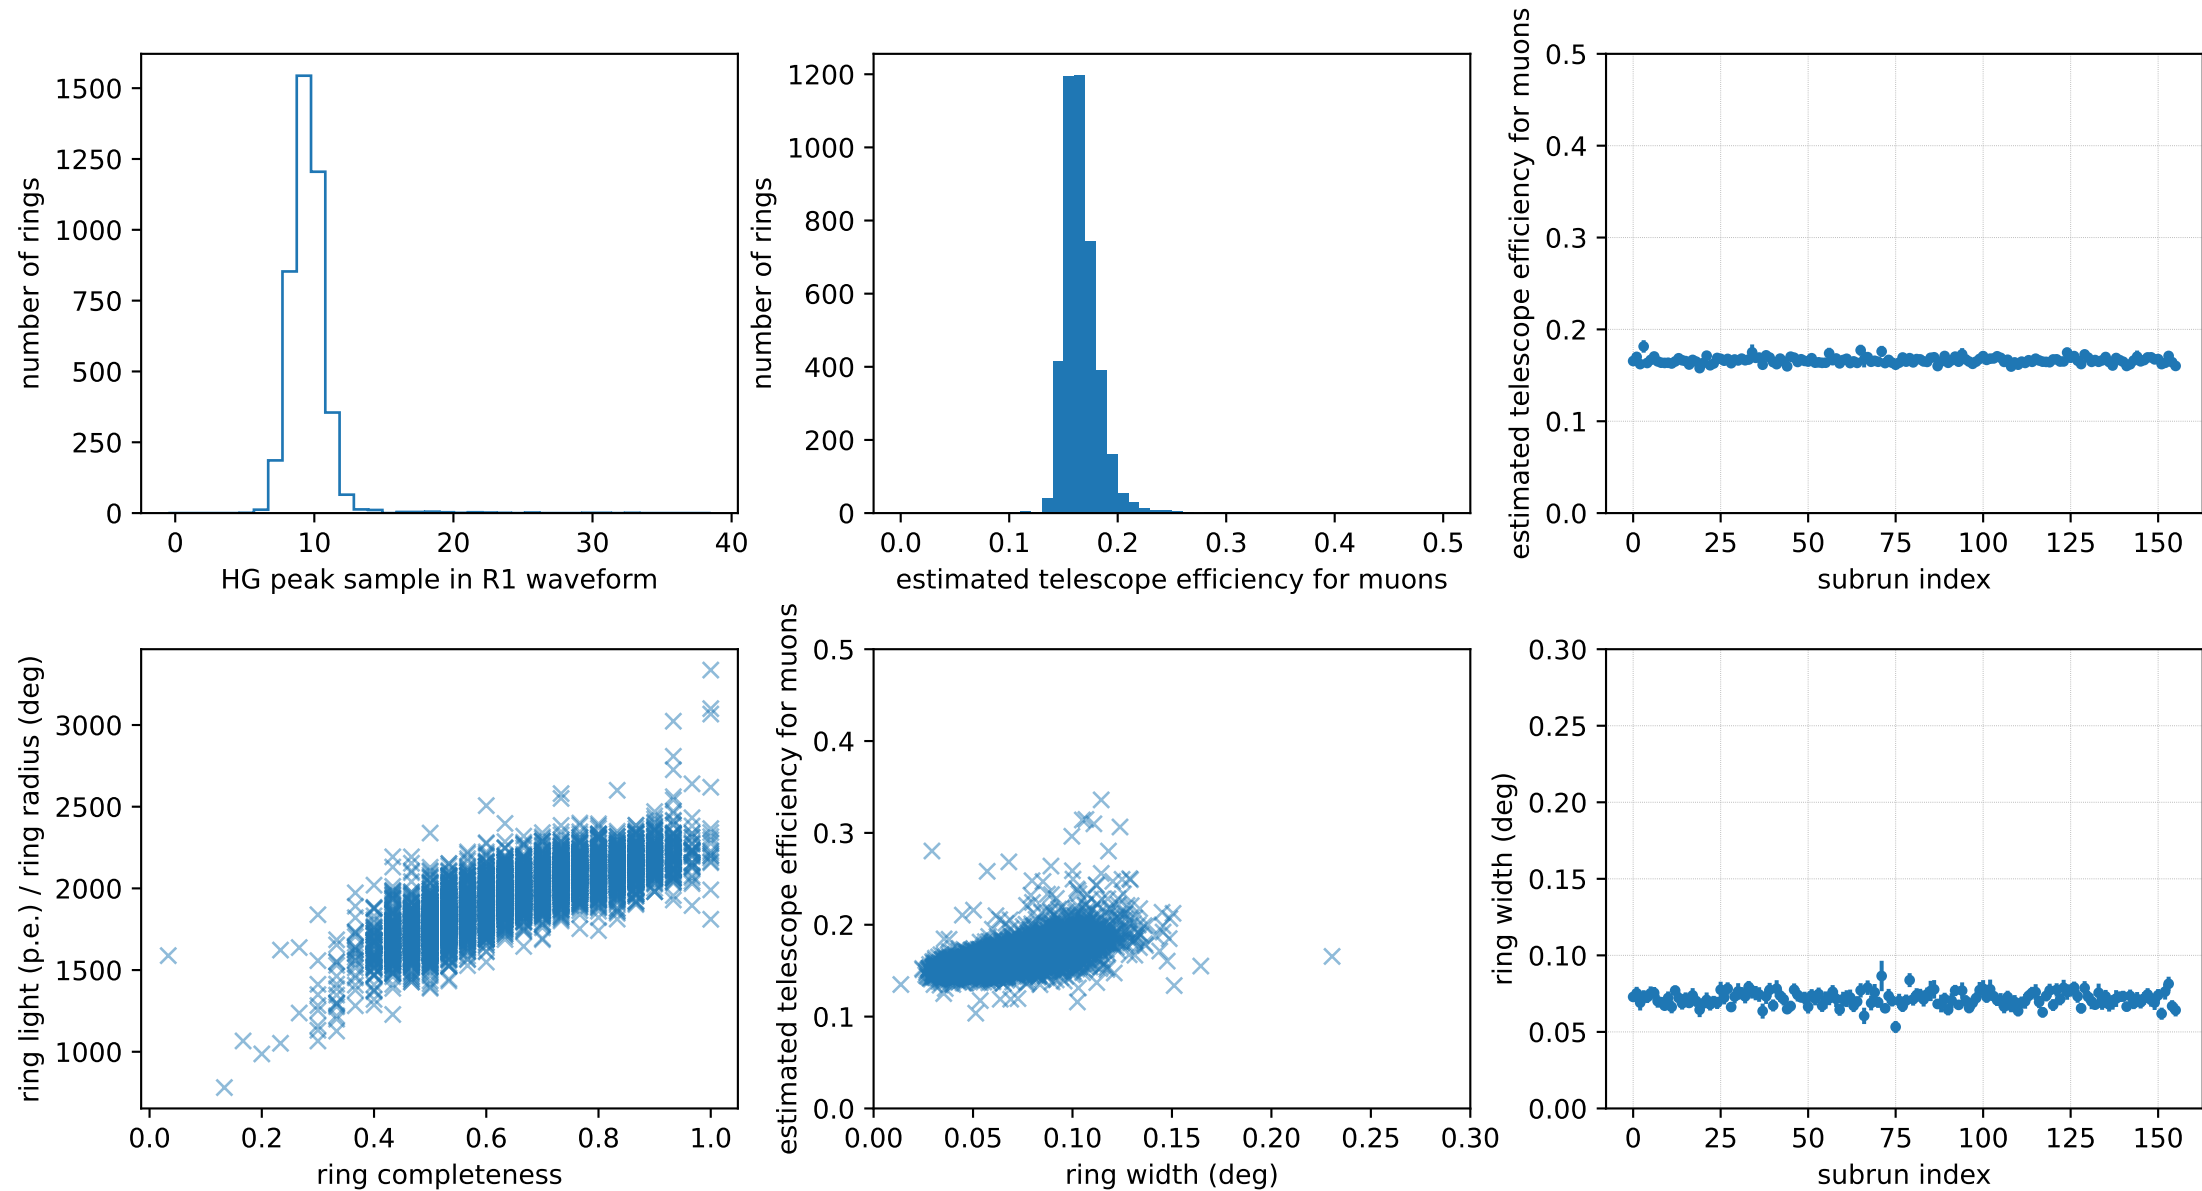 1500
1250
1000
750
500
250
0
number of rings
0 10 20 30 40
HG peak sample in R1 waveform
1200
1000
800
600
400
200
0
number of rings
0.0 0.1 0.2 0.3 0.4 0.5
estimated telescope efficiency for muons
0.5
0.4
0.3
0.2
0.1
0.0
estimated telescope efficiency for muons
0 25 50 75 100 125 150
subrun index
3000
2500
2000
1500
1000
ring light (p.e.) / ring radius (deg)
0.0 0.2 0.4 0.6 0.8 1.0
ring completeness
0.5
0.4
0.3
0.2
0.1
0.0
estimated telescope efficiency for muons
0.00 0.05 0.10 0.15 0.20 0.25 0.30
ring width (deg)
0.30
0.25
0.20
0.15
0.10
0.05
0.00
ring width (deg)
0 25 50 75 100 125 150
subrun index